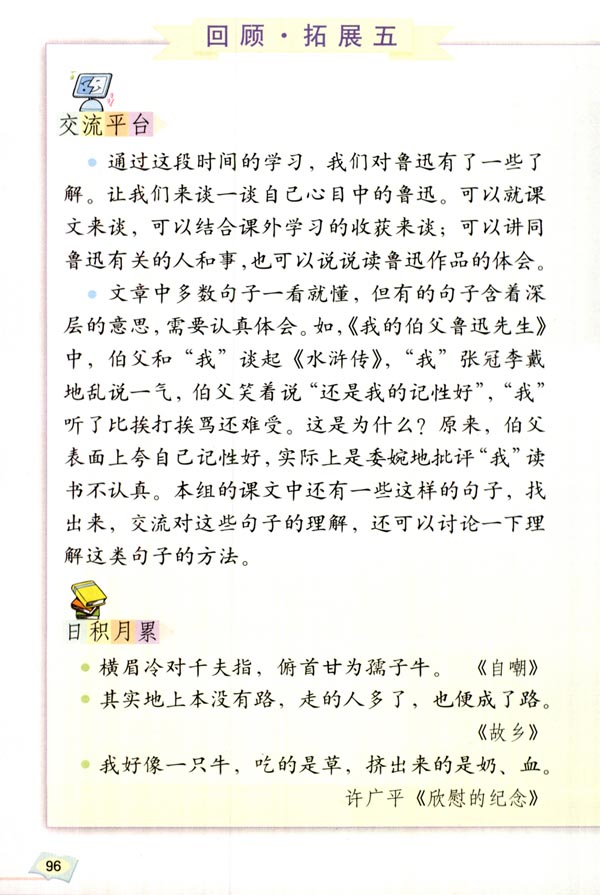 回顾·拓展五
交流平台
● 通过这段时间的学习，我们对鲁迅有了一些了
解。让我们来谈一谈自己心目中的鲁迅。可以就课
文来谈，可以结合课外学习的收获来谈；可以讲同
鲁迅有关的人和事，也可以说说读鲁迅作品的体会。
● 文章中多数句子一看就懂，但有的句子含着深
层的意思，需要认真体会。如，《我的伯父鲁迅先生》
中，伯父和“我”谈起《水浒传》，“我”张冠李戴
地乱说一气，伯父笑着说“还是我的记性好”，“我”
听了比挨打挨骂还难受。这是为什么？原来，伯父
表面上夸自己记性好，实际上是委婉地批评“我”读
书不认真。本组的课文中还有一些这样的句子，找
出来，交流对这些句子的理解，还可以讨论一下理
解这类句子的方法。
日积月累
● 横眉冷对千夫指，俯首甘为孺子牛。 《自嘲》
● 其实地上本没有路，走的人多了，也便成了路。
《故乡》
● 我好像一只牛，吃的是草，挤出来的是奶、血。
许广平《欣慰的纪念》
96